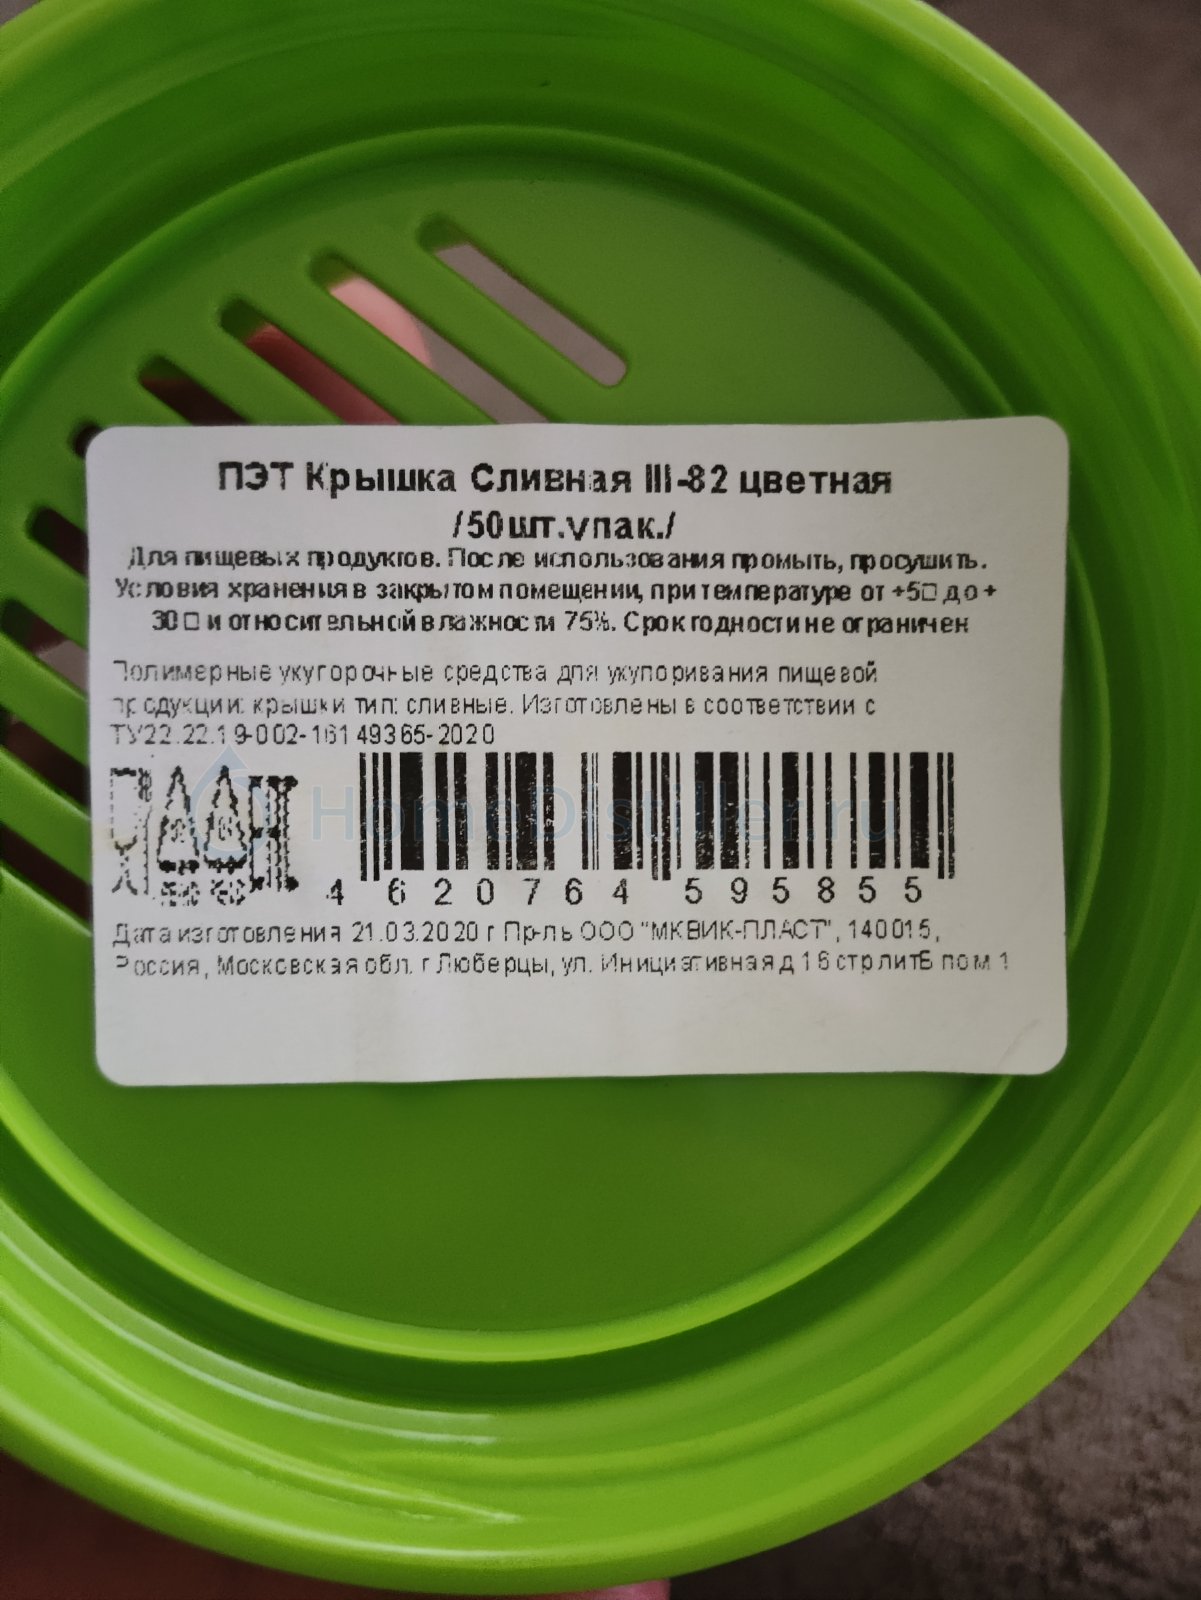 ПЭТ Крышка Сливная III-82 цветная
/50шт.упак./
Для пищевых продуктов. После использования промыть, просушить.
Условия хранения в закрытом помещении, при температуре от +5□ до +
30 □ и относительной влажности 75%. Срок годности не ограничен
Полимерные укупорочные средства для укупоривания пищевой
продукции: крышки тип: сливные. Изготовлены в соответствии с
ТУ22.22.19-002-16149365-2020
HomeDistiller.ru
4 620764 595855
Дата изготовления 21.03.2020 г Пр-ль ООО "МКВИК-ПЛАСТ", 140015,
Россия, Московская обл. г Люберцы, ул. Инициативная д 16 стр литБ пом 1